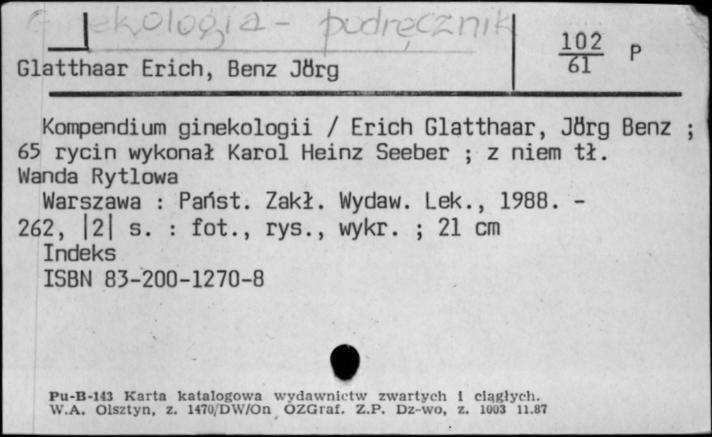 Ginekologia - podręcznik
102
61 P
Glatthaar Erich, Benz Jörg
Kompendium ginekologii / Erich Glatthaar, Jörg Benz ;
65 rycin wykonał Karol Heinz Seeber ; z niem tł.
Wanda Rytlowa
Warszawa : Państ. Zakł. Wydaw. Lek., 1988. -
262, |2| s. : fot., rys., wykr. ; 21 cm
Indeks
ISBN 83-200-1270-8
Pu-B-143 Karta katalogowa wydawnictw zwartych i ciągłych.
W.A. Olsztyn, z. 1470/DW/On OZGraf. Z.P. Dz-wo, z. 1003 11.87